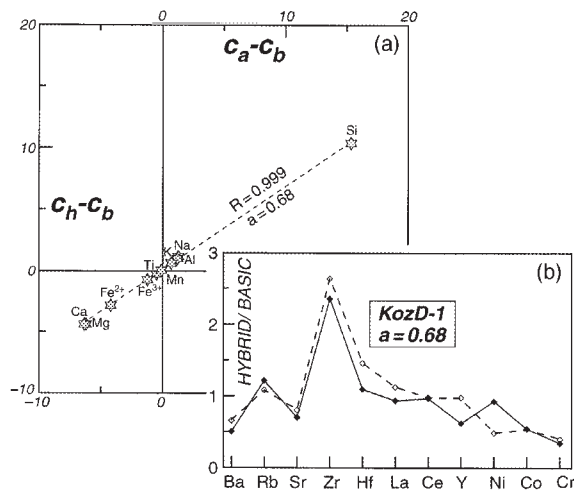 0 10 20
20
c_a-c_b
(a)
Si
10
R=0.999
a=0.68
c_h-c_b
K Na
Ti Al
0
Mn
Fe³⁺
Fe²⁺
Ca
Mg
-10
-10 0
3
(b)
HYBRID/ BASIC
KozD-1
a=0.68
2
1
0
Ba Rb Sr Zr Hf La Ce Y Ni Co Cr